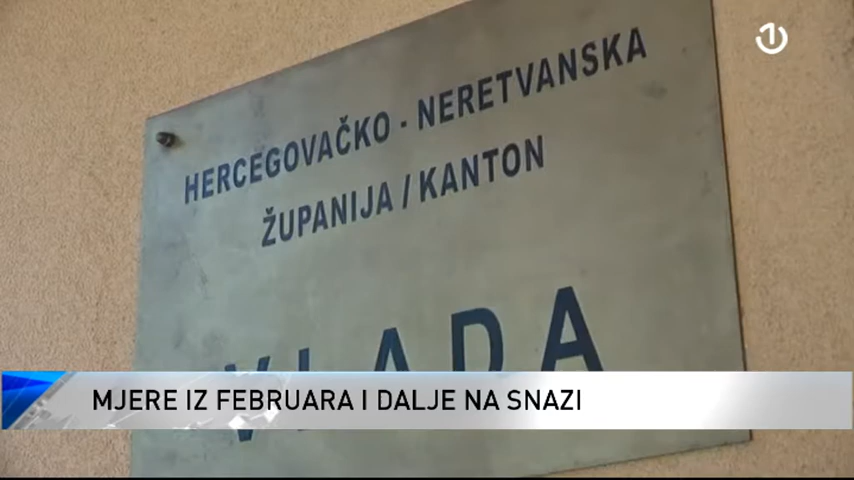 HERCEGOVAČKO - NERETVANSKA
ŽUPANIJA / KANTON
VLADA
MJERE IZ FEBRUARA I DALJE NA SNAZI